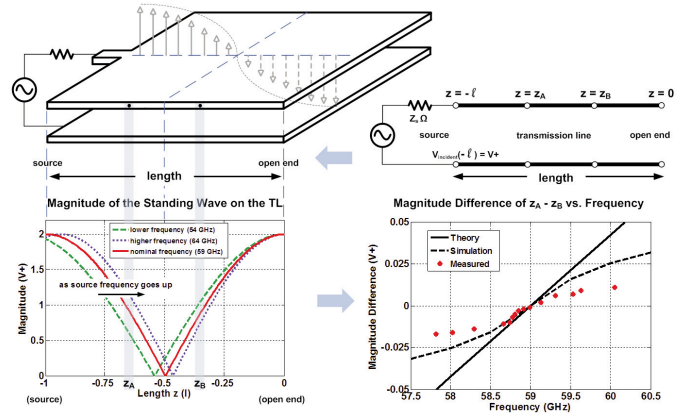 z = - ℓ
z = zA
z = zB
z = 0
Zs Ω
source
transmission line
open end
Vincident(- ℓ) = V+
length
source
open end
length
Magnitude of the Standing Wave on the TL
2
1.5
1
0.5
0
Magnitude (V+)
lower frequency (54 GHz)
higher frequency (64 GHz)
nominal frequency (59 GHz)
as source frequency goes up
-1
-0.75
zA
-0.5
zB
-0.25
0
Length z (l)
(source)
(open end)
Magnitude Difference of zA - zB vs. Frequency
0.05
0.025
0
-0.025
-0.05
Magnitude Difference (V+)
Theory
Simulation
Measured
57.5
58
58.5
59
59.5
60
60.5
Frequency
GHz